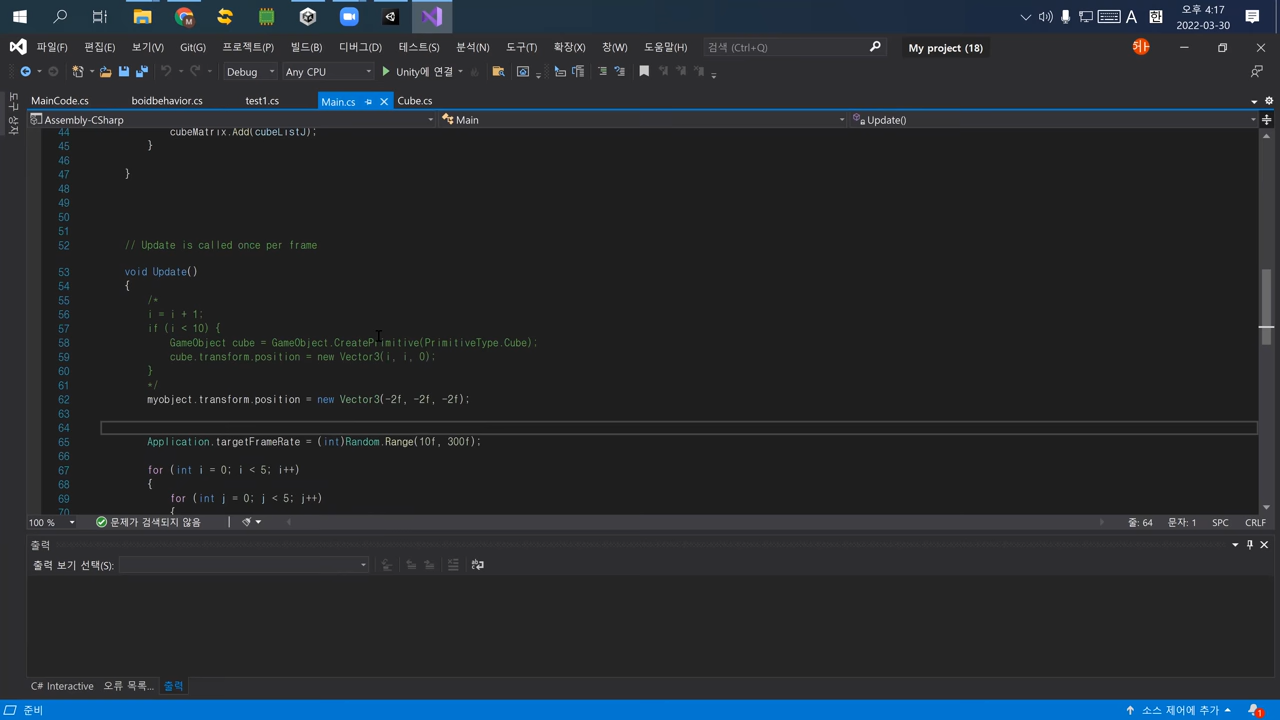 오후 4:17
A 한
2022-03-30
파일(F) 편집(E) 보기(V) Git(G) 프로젝트(P) 빌드(B) 디버그(D) 테스트(S) 분석(N) 도구(T) 확장(X) 창(W) 도움말(H) 검색 (Ctrl+Q) My project (18)
Debug Any CPU Unity에 연결
도구 상자
MainCode.cs boidbehavior.cs test1.cs Main.cs Cube.cs
Assembly-CSharp Main Update()
44 cubeMatrix.Add(cubeListJ);
45 }
46
47 }
48
49
50
51
52 // Update is called once per frame
53 void Update()
54 {
55 /*
56 i = i + 1;
57 if (i < 10) {
58 GameObject cube = GameObject.CreatePrimitive(PrimitiveType.Cube);
59 cube.transform.position = new Vector3(i, i, 0);
60 }
61 */
62 myobject.transform.position = new Vector3(-2f, -2f, -2f);
63
64
65 Application.targetFrameRate = (int)Random.Range(10f, 300f);
66
67 for (int i = 0; i < 5; i++)
68 {
69 for (int j = 0; j < 5; j++)
70 {
100 % 문제가 검색되지 않음 줄: 64 문자: 1 SPC CRLF
출력
출력 보기 선택(S):
C# Interactive 오류 목록... 출력
준비 소스 제어에 추가 1